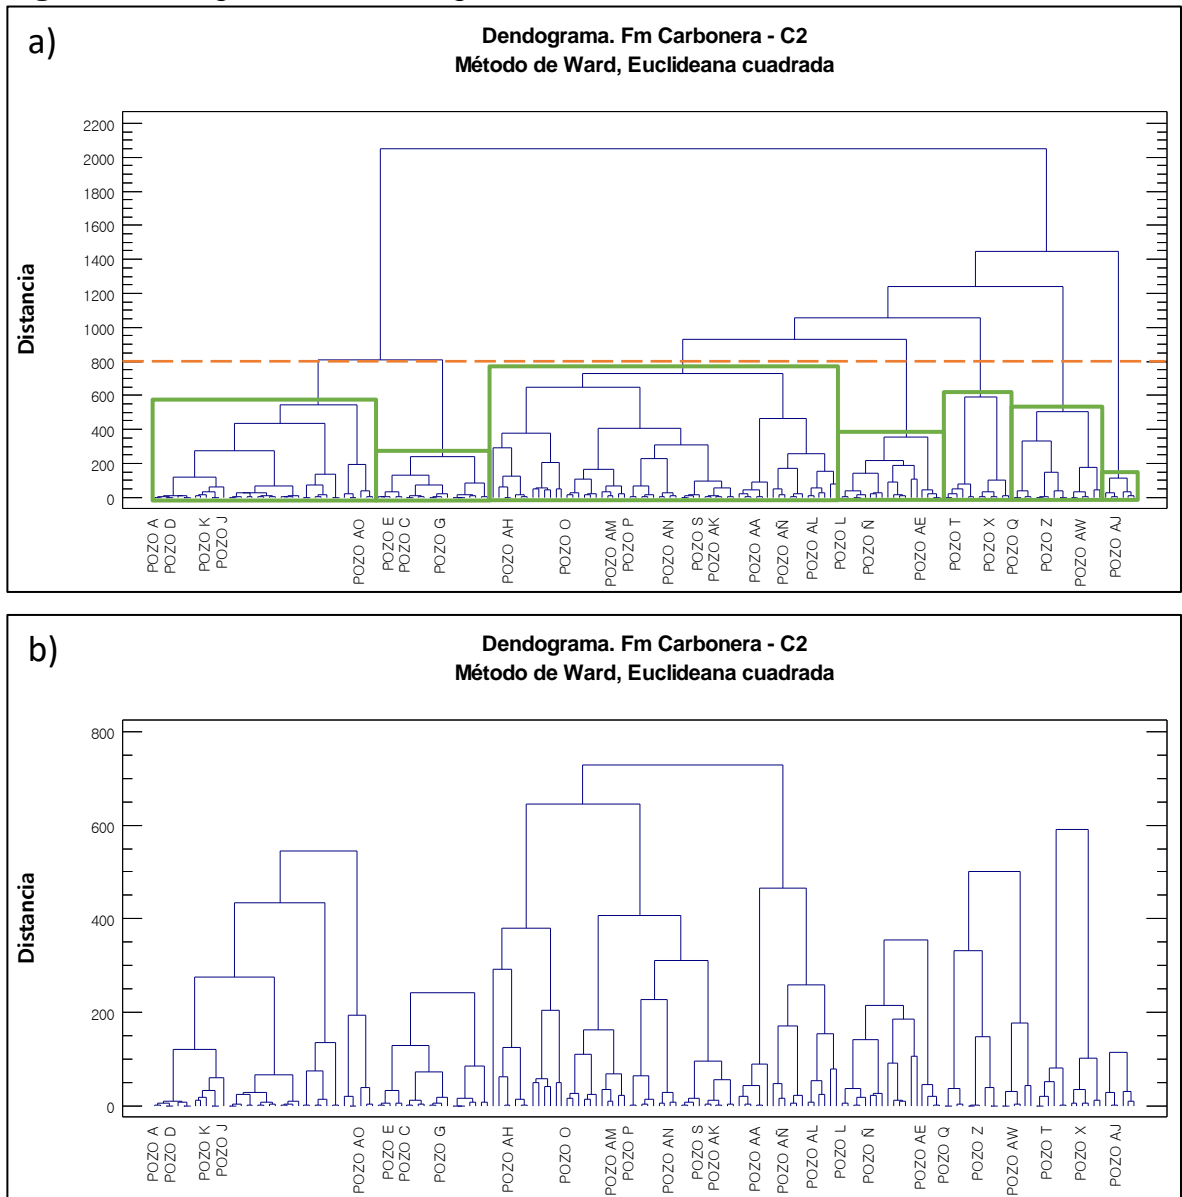 a)
Dendograma. Fm Carbonera - C2
Método de Ward, Euclideana cuadrada
Distancia
2200
2000
1800
1600
1400
1200
1000
800
600
400
200
0
POZO A
POZO D
POZO K
POZO J
POZO AO
POZO E
POZO C
POZO G
POZO AH
POZO O
POZO AM
POZO P
POZO AN
POZO S
POZO AK
POZO AA
POZO AÑ
POZO AL
POZO L
POZO Ñ
POZO AE
POZO T
POZO X
POZO Q
POZO Z
POZO AW
POZO AJ
b)
Dendograma. Fm Carbonera - C2
Método de Ward, Euclideana cuadrada
Distancia
800
600
400
200
0
POZO A
POZO D
POZO K
POZO J
POZO AO
POZO E
POZO C
POZO G
POZO AH
POZO O
POZO AM
POZO P
POZO AN
POZO S
POZO AK
POZO AA
POZO AÑ
POZO AL
POZO L
POZO Ñ
POZO AE
POZO Q
POZO Z
POZO AW
POZO T
POZO X
POZO AJ